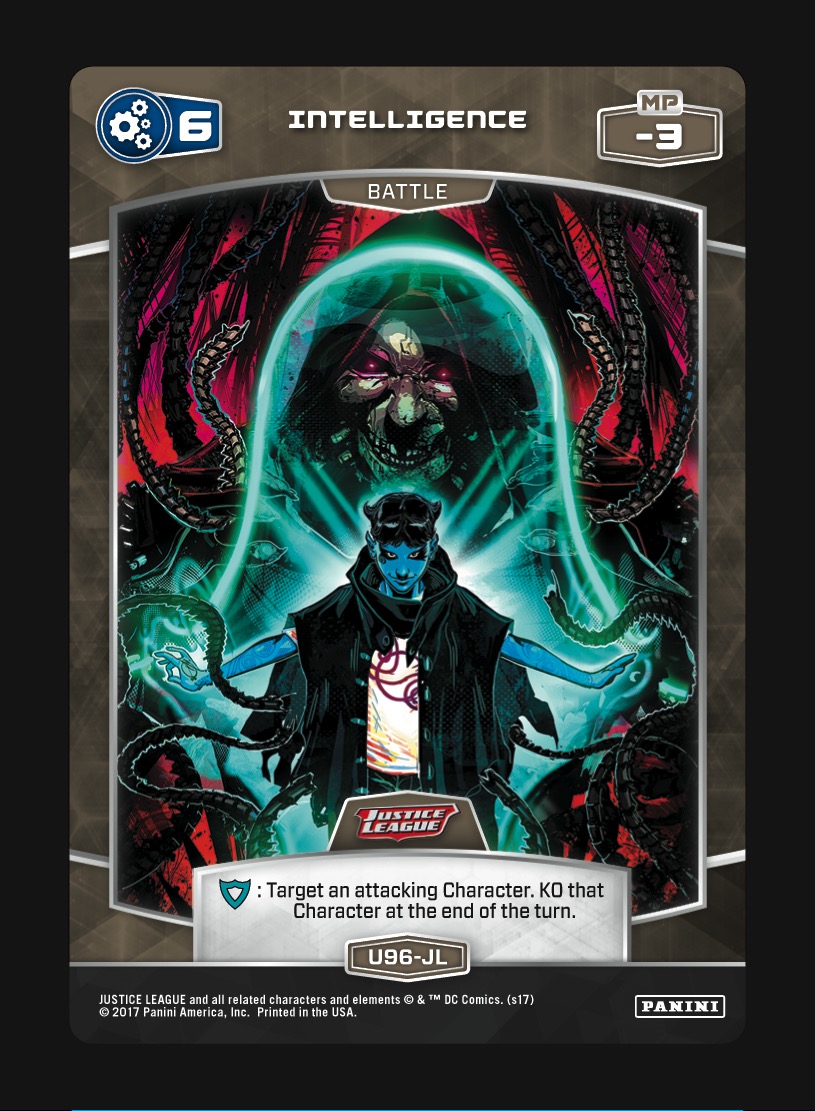 6
INTELLIGENCE
MP
-3
BATTLE
JUSTICE
LEAGUE
: Target an attacking Character. KO that
Character at the end of the turn.
U96-JL
JUSTICE LEAGUE and all related characters and elements © & ™ DC Comics. (s17)
© 2017 Panini America, Inc. Printed in the USA.
PANINI